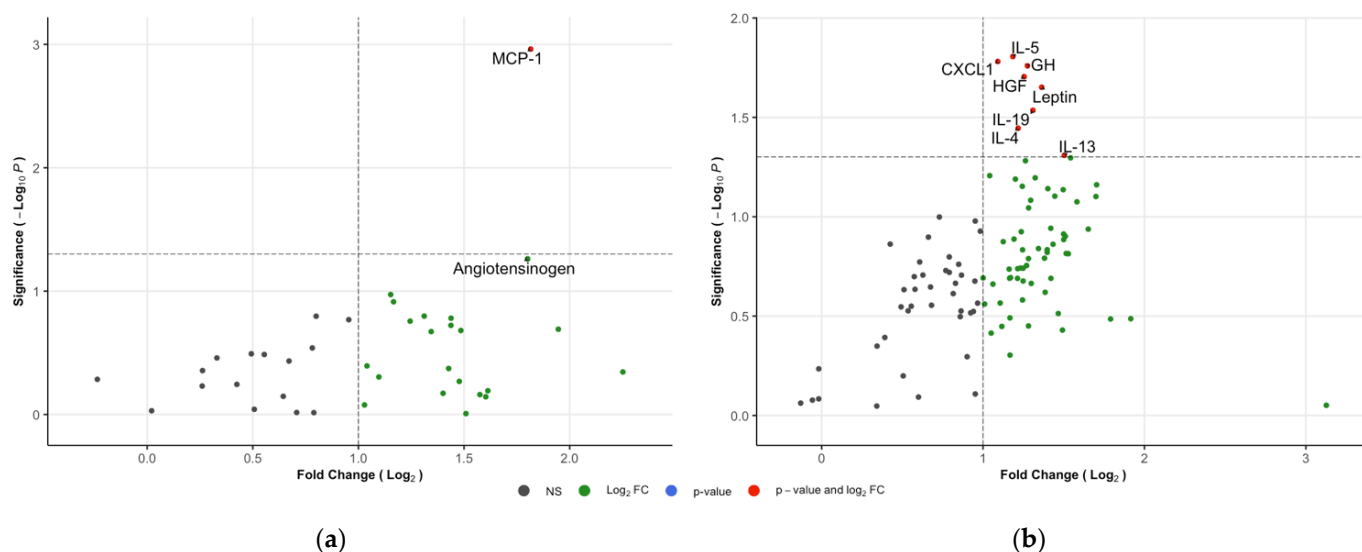 3
2
1
0
Significance ( −Log10 P )
MCP-1
Angiotensinogen
0.0 0.5 1.0 1.5 2.0
Fold Change ( Log2 )
2.0
1.5
1.0
0.5
0.0
Significance ( −Log10 P )
IL-5
CXCL1
GH
HGF
Leptin
IL-19
IL-4
IL-13
0 1 2 3
Fold Change ( Log2 )
NS Log2 FC p-value p – value and log2 FC
(a) (b)